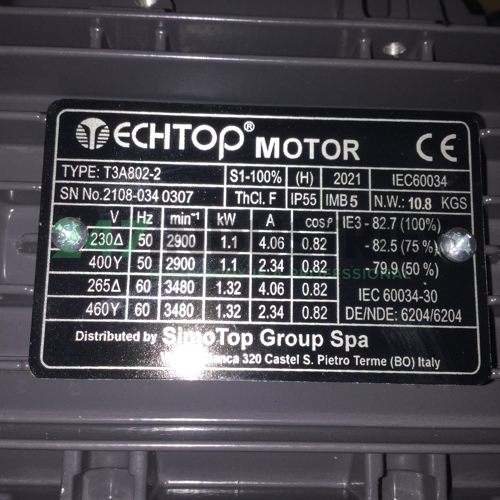 TECHTOP® MOTOR CE
TYPE: T3A802-2 S1-100% (H) 2021 IEC60034
SN No.2108-034 0307 ThCl. F IP55 IMB 5 N.W.: 10.8 KGS
V Hz min⁻¹ kW A cosφ IE3 - 82.7 (100%)
230Δ 50 2900 1.1 4.06 0.82 - 82.5 (75 %)
400Y 50 2900 1.1 2.34 0.82 - 79.9 (50 %)
265Δ 60 3480 1.32 4.06 0.82 IEC 60034-30
460Y 60 3480 1.32 2.34 0.82 DE/NDE: 6204/6204
Distributed by SimoTop Group Spa
320 Castel S. Pietro Terme (BO) Italy